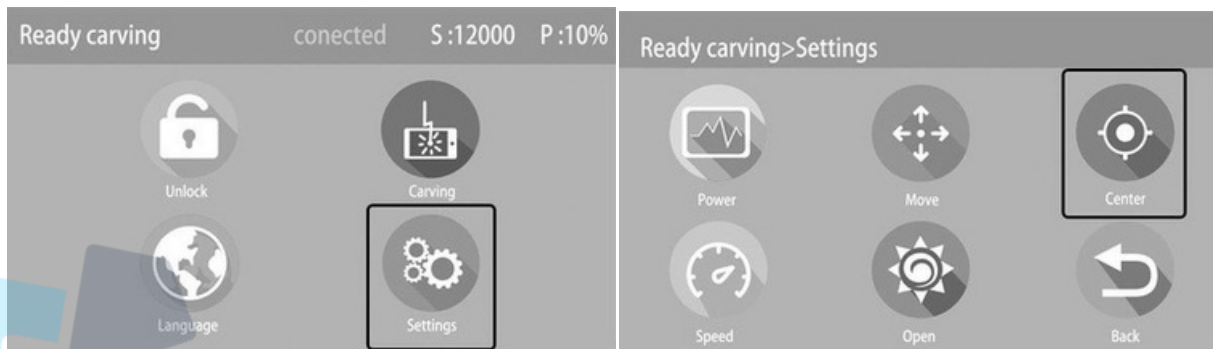 Ready carving conected S :12000 P :10%
Unlock Carving
Language Settings
Ready carving>Settings
Power Move Center
Speed Open Back